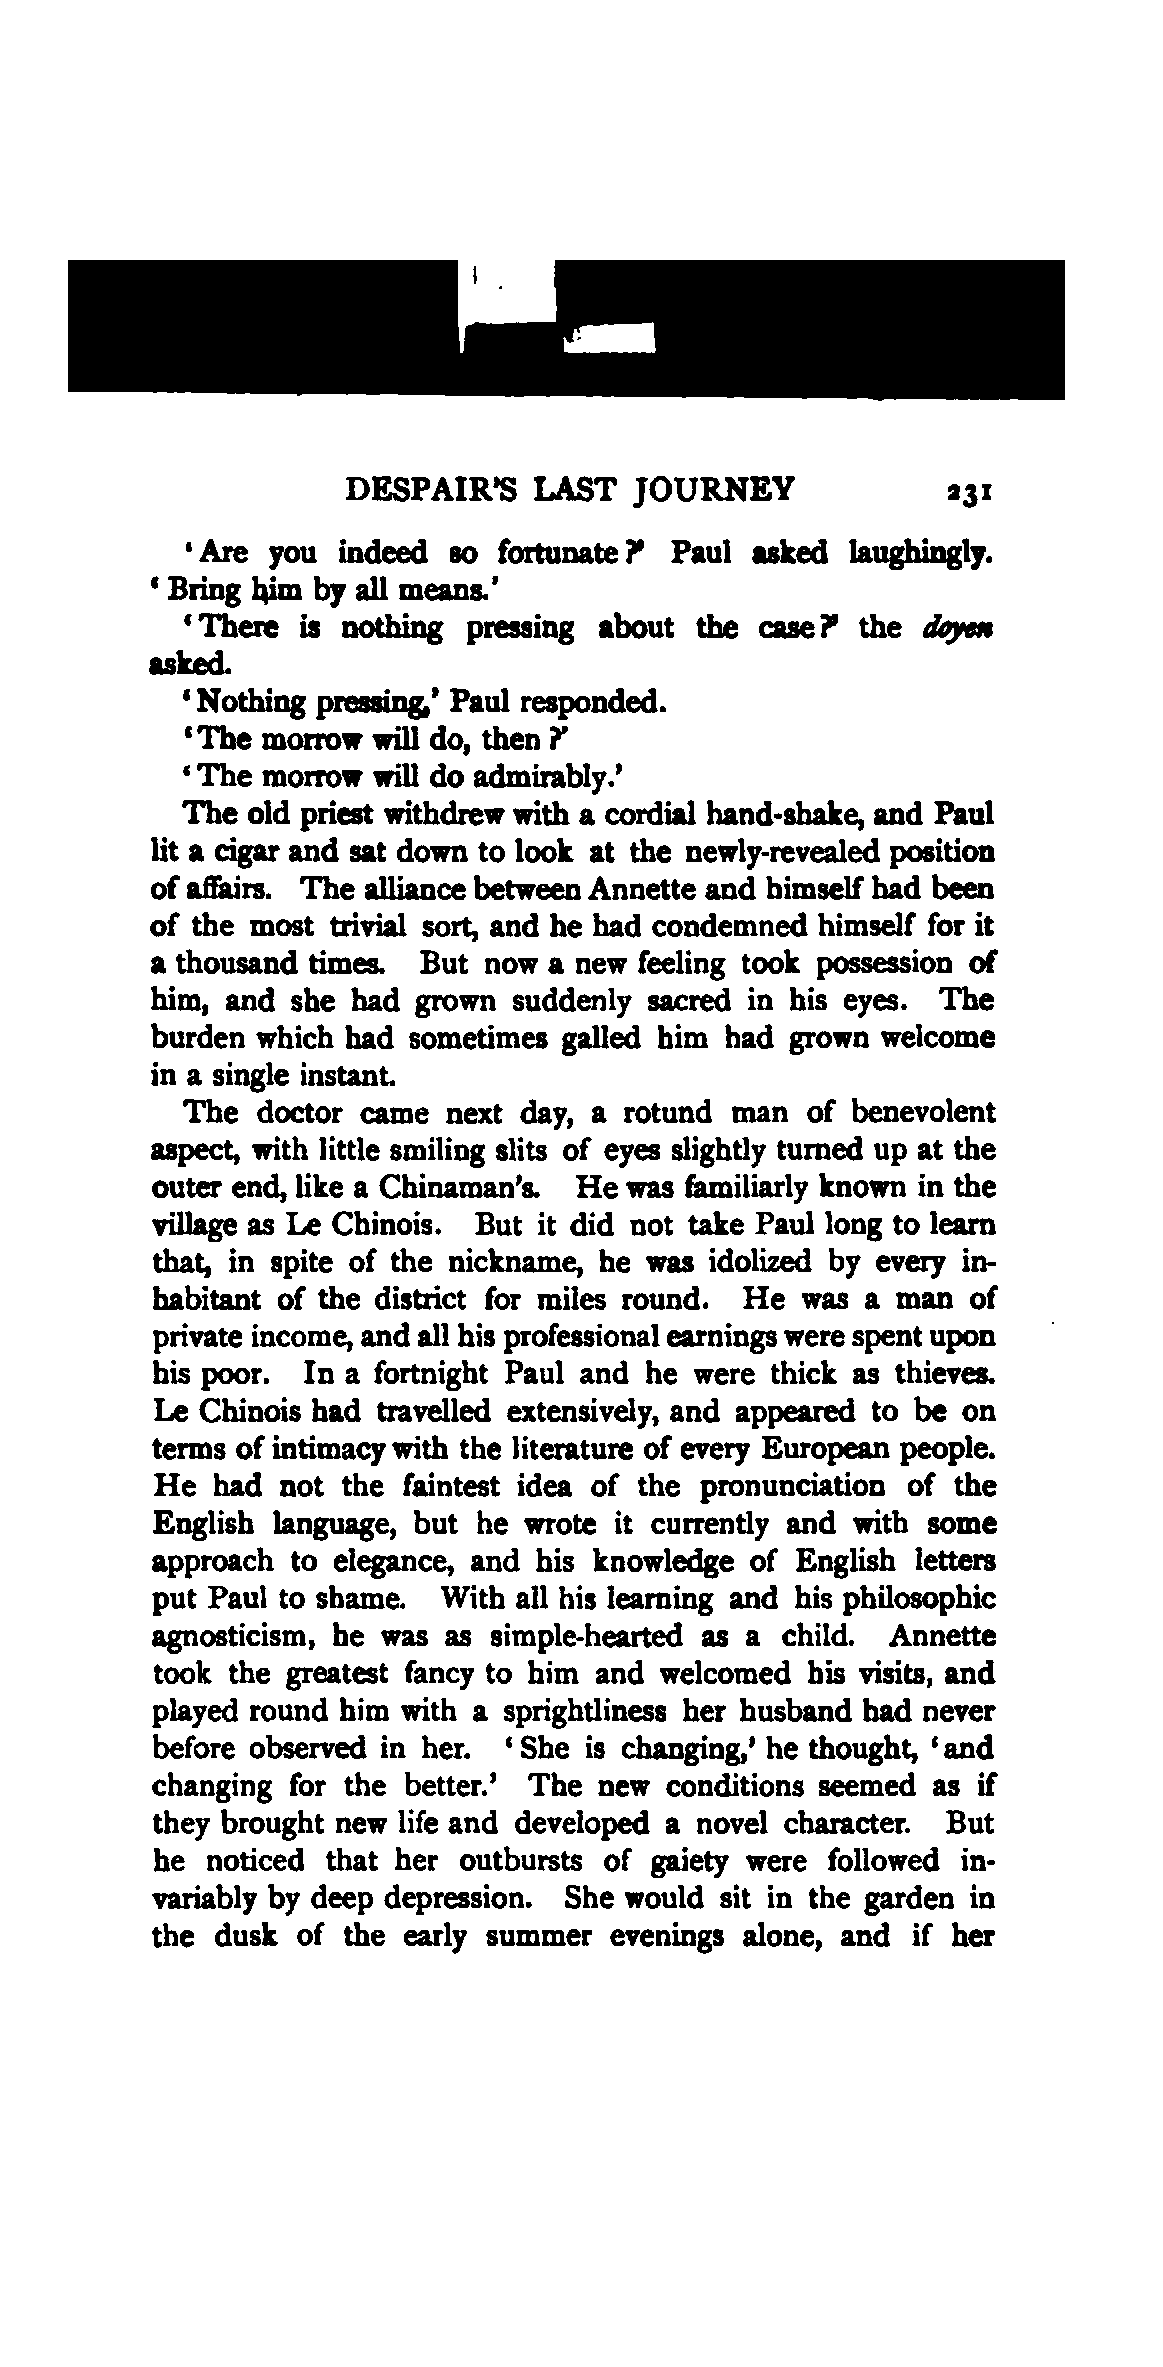 DESPAIR'S LAST JOURNEY 231
‘Are you indeed so fortunate?’ Paul asked laughingly.
‘Bring him by all means.’
‘There is nothing pressing about the case?’ the doyen
asked.
‘Nothing pressing,’ Paul responded.
‘The morrow will do, then?’
‘The morrow will do admirably.’
The old priest withdrew with a cordial hand-shake, and Paul
lit a cigar and sat down to look at the newly-revealed position
of affairs. The alliance between Annette and himself had been
of the most trivial sort, and he had condemned himself for it
a thousand times. But now a new feeling took possession of
him, and she had grown suddenly sacred in his eyes. The
burden which had sometimes galled him had grown welcome
in a single instant.
The doctor came next day, a rotund man of benevolent
aspect, with little smiling slits of eyes slightly turned up at the
outer end, like a Chinaman's. He was familiarly known in the
village as Le Chinois. But it did not take Paul long to learn
that, in spite of the nickname, he was idolized by every in-
habitant of the district for miles round. He was a man of
private income, and all his professional earnings were spent upon
his poor. In a fortnight Paul and he were thick as thieves.
Le Chinois had travelled extensively, and appeared to be on
terms of intimacy with the literature of every European people.
He had not the faintest idea of the pronunciation of the
English language, but he wrote it currently and with some
approach to elegance, and his knowledge of English letters
put Paul to shame. With all his learning and his philosophic
agnosticism, he was as simple-hearted as a child. Annette
took the greatest fancy to him and welcomed his visits, and
played round him with a sprightliness her husband had never
before observed in her. ‘She is changing,’ he thought, ‘and
changing for the better.’ The new conditions seemed as if
they brought new life and developed a novel character. But
he noticed that her outbursts of gaiety were followed in-
variably by deep depression. She would sit in the garden in
the dusk of the early summer evenings alone, and if her